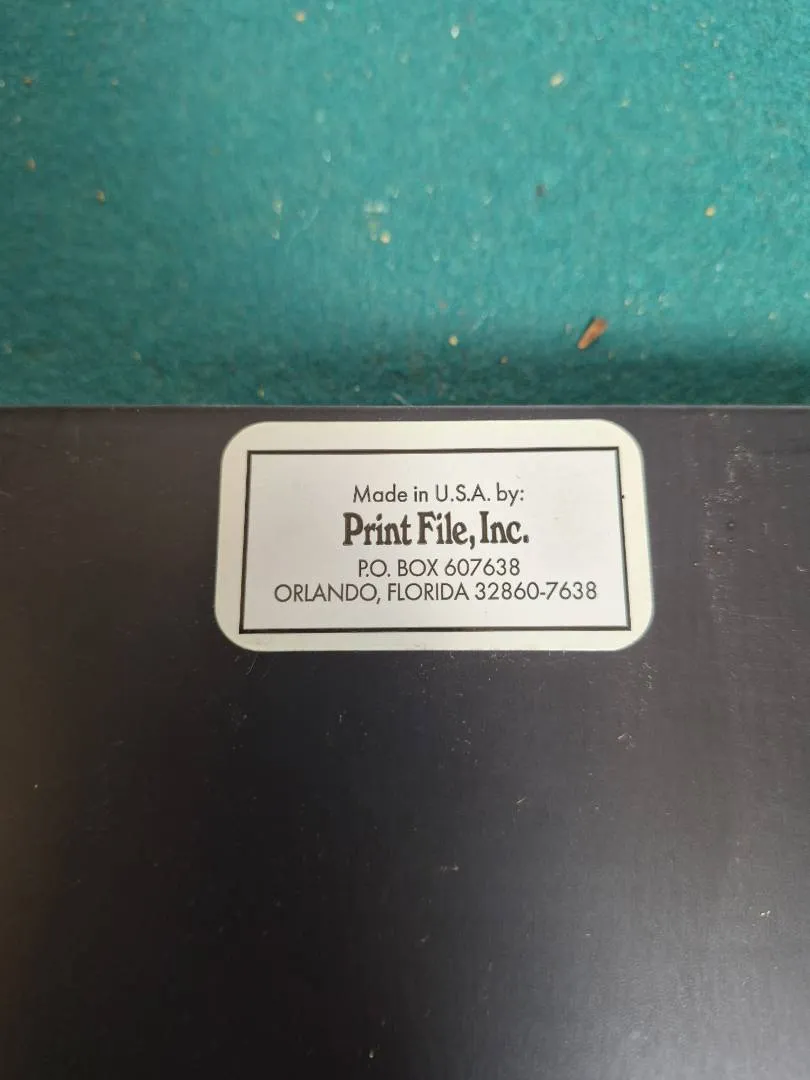 Made in U.S.A. by:
Print File, Inc.
P.O. BOX 607638
ORLANDO, FLORIDA 32860-7638